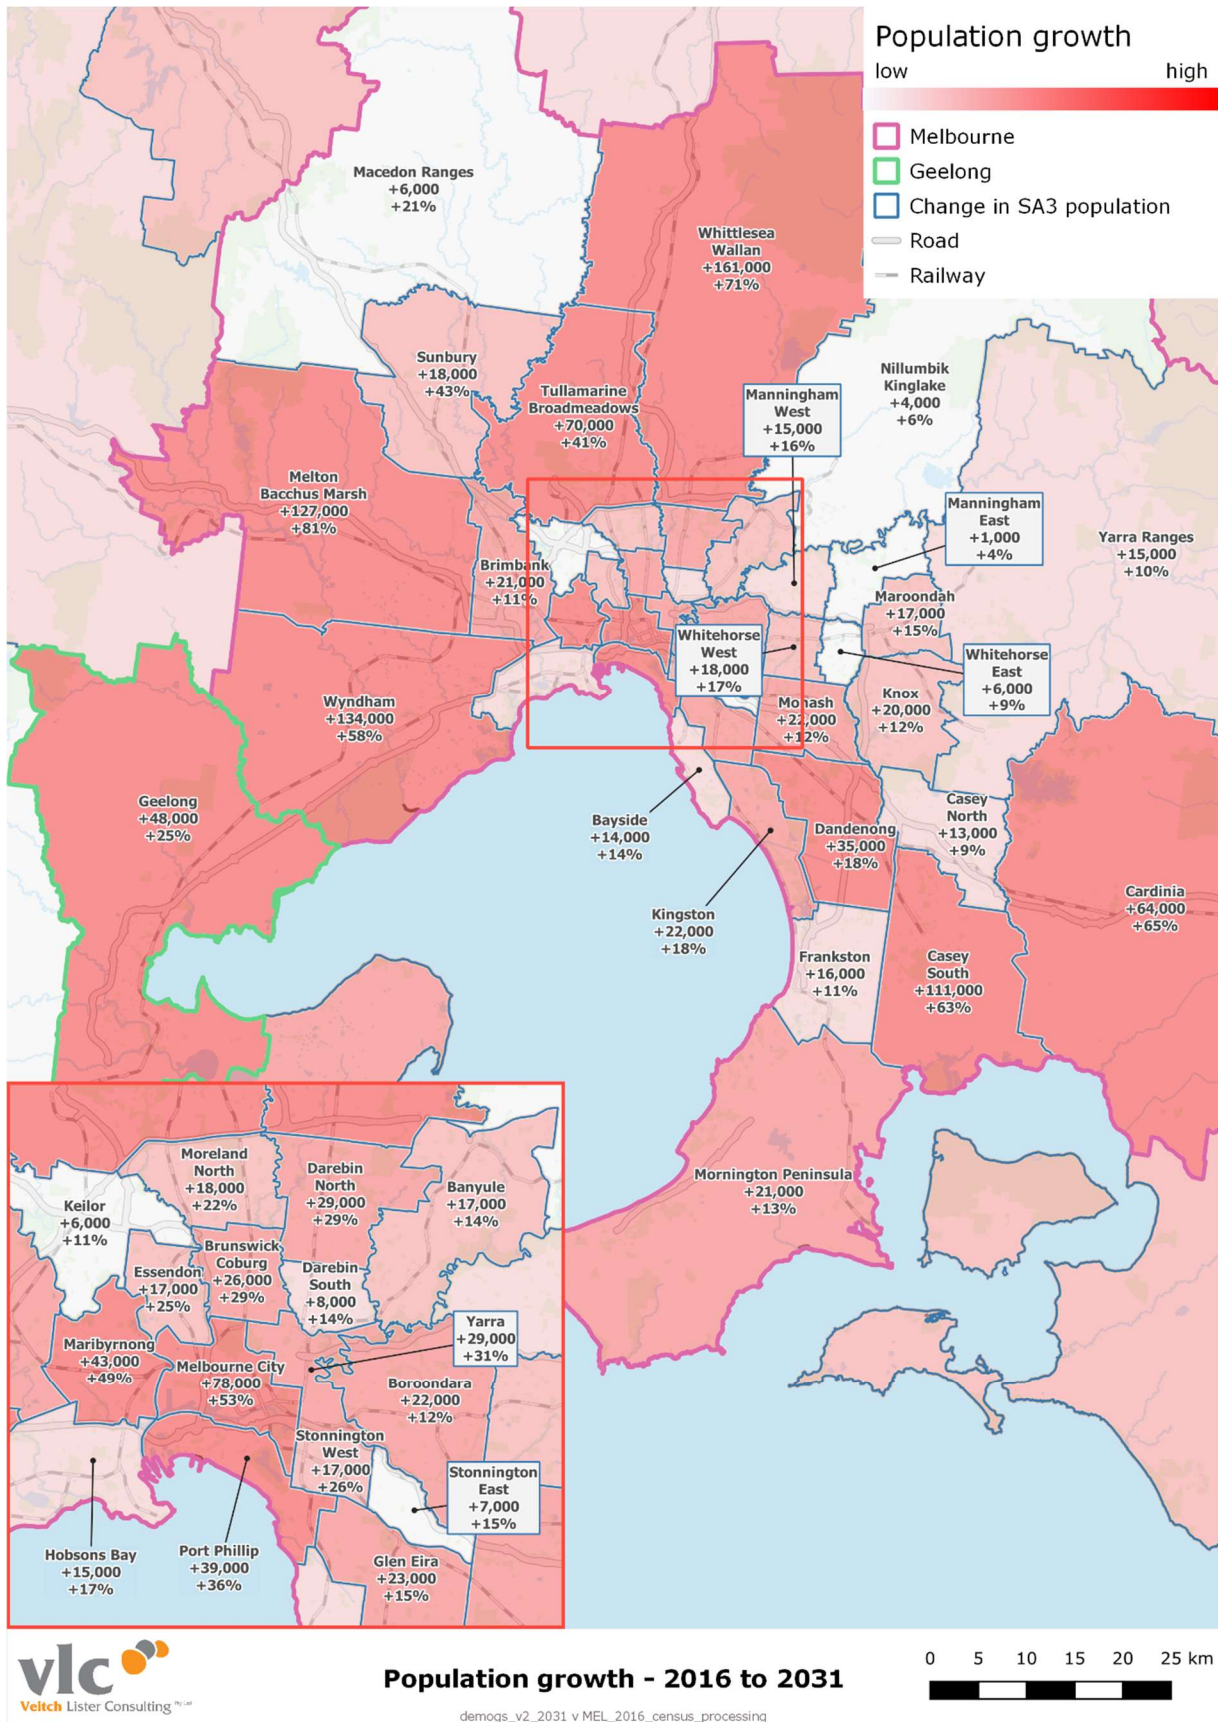 Population growth
low high
Melbourne
Geelong
Change in SA3 population
Road
Railway
Macedon Ranges
+6,000
+21%
Whittlesea
Wallan
+161,000
+71%
Sunbury
+18,000
+43%
Tullamarine
Broadmeadows
+70,000
+41%
Nillumbik
Kinglake
+4,000
+6%
Manningham
West
+15,000
+16%
Melton
Bacchus Marsh
+127,000
+81%
Manningham
East
+1,000
+4%
Yarra Ranges
+15,000
+10%
Brimbank
+21,000
+11%
Maroondah
+17,000
+15%
Whitehorse
West
+18,000
+17%
Whitehorse
East
+6,000
+9%
Wyndham
+134,000
+58%
Monash
+22,000
+12%
Knox
+20,000
+12%
Geelong
+48,000
+25%
Bayside
+14,000
+14%
Dandenong
+35,000
+18%
Casey
North
+13,000
+9%
Cardinia
+64,000
+65%
Kingston
+22,000
+18%
Frankston
+16,000
+11%
Casey
South
+111,000
+63%
Mornington Peninsula
+21,000
+13%
Moreland
North
+18,000
+22%
Darebin
North
+29,000
+29%
Banyule
+17,000
+14%
Keilor
+6,000
+11%
Brunswick
Coburg
+26,000
+29%
Essendon
+17,000
+25%
Darebin
South
+8,000
+14%
Yarra
+29,000
+31%
Maribyrnong
+43,000
+49%
Melbourne City
+78,000
+53%
Boroondara
+22,000
+12%
Stonnington
West
+17,000
+26%
Stonnington
East
+7,000
+15%
Hobsons Bay
+15,000
+17%
Port Phillip
+39,000
+36%
Glen Eira
+23,000
+15%
vlc
Veitch Lister Consulting Pty Ltd
Population growth - 2016 to 2031
demogs_v2_2031 v MEL_2016_census_processing
0 5 10 15 20 25 km